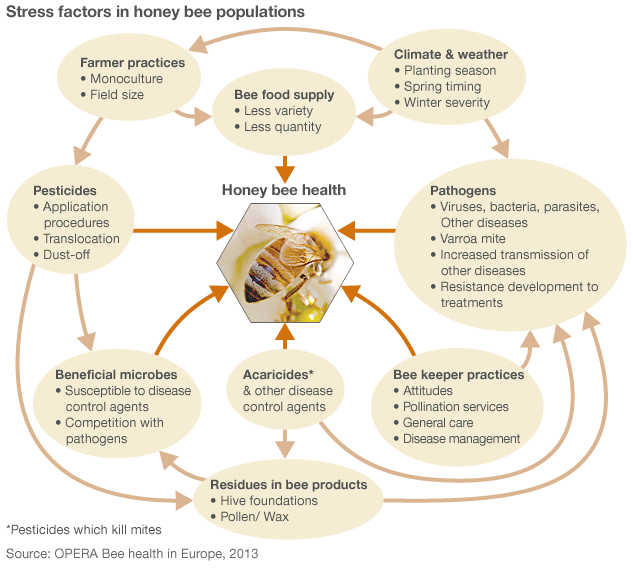 Stress factors in honey bee populations
Farmer practices
• Monoculture
• Field size
Climate & weather
• Planting season
• Spring timing
• Winter severity
Bee food supply
• Less variety
• Less quantity
Pesticides
• Application
procedures
• Translocation
• Dust-off
Honey bee health
Pathogens
• Viruses, bacteria, parasites,
Other diseases
• Varroa mite
• Increased transmission of
other diseases
• Resistance development to
treatments
Beneficial microbes
• Susceptible to disease
control agents
• Competition with
pathogens
Acaricides*
& other disease
control agents
Bee keeper practices
• Attitudes
• Pollination services
• General care
• Disease management
Residues in bee products
• Hive foundations
• Pollen/ Wax
*Pesticides which kill mites
Source: OPERA Bee health in Europe, 2013